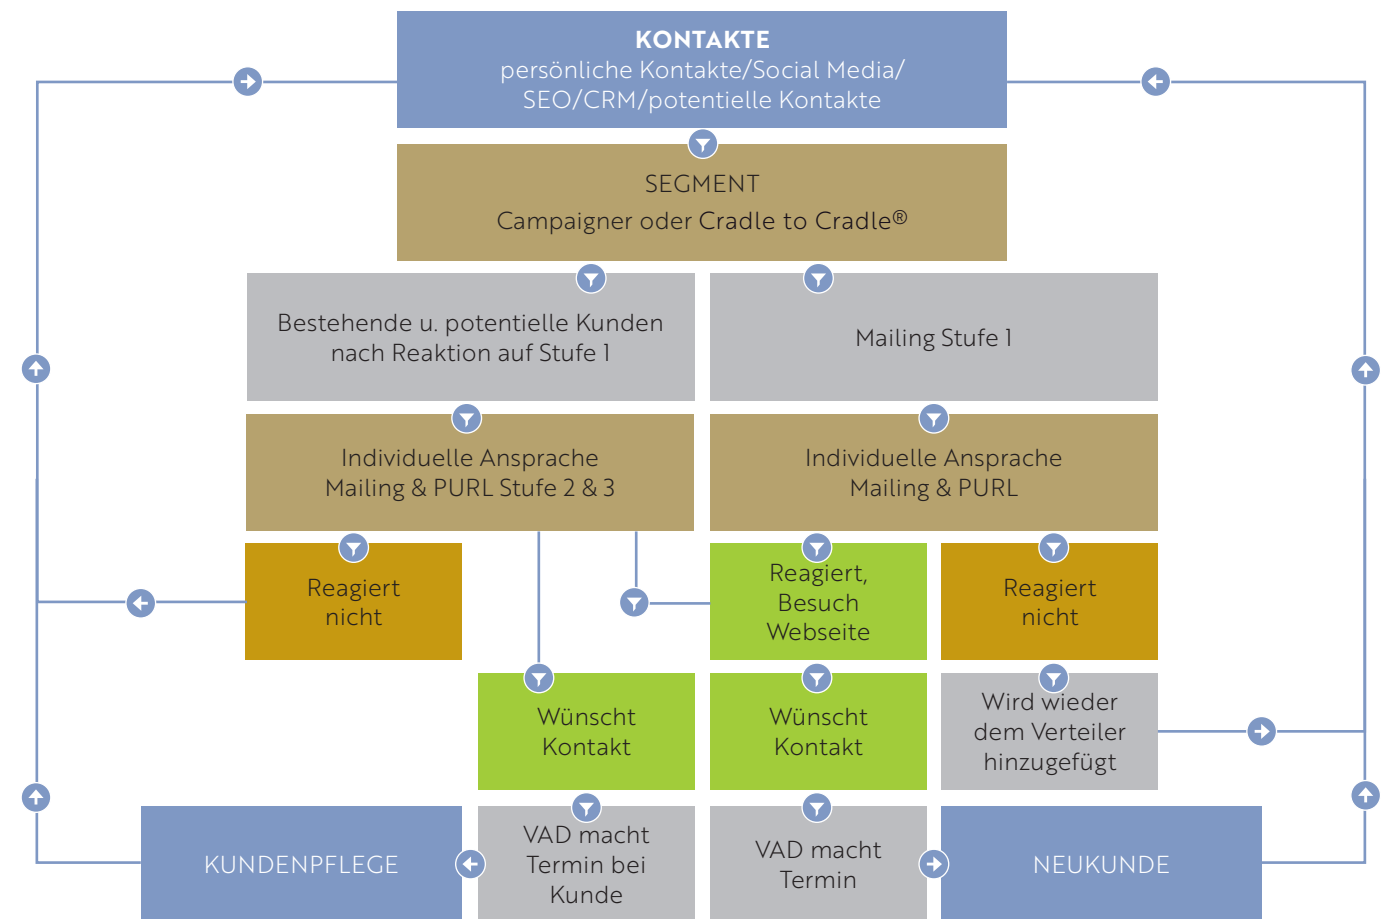 KONTAKTE
persönliche Kontakte/Social Media/
SEO/CRM/potentielle Kontakte
SEGMENT
Campaigner oder Cradle to Cradle®
Bestehende u. potentielle Kunden
nach Reaktion auf Stufe 1
Mailing Stufe 1
Individuelle Ansprache
Mailing & PURL Stufe 2 & 3
Individuelle Ansprache
Mailing & PURL
Reagiert
nicht
Reagiert,
Besuch
Webseite
Reagiert
nicht
Wünscht
Kontakt
Wünscht
Kontakt
Wird wieder
dem Verteiler
hinzugefügt
KUNDENPFLEGE
VAD macht
Termin bei
Kunde
VAD macht
Termin
NEUKUNDE